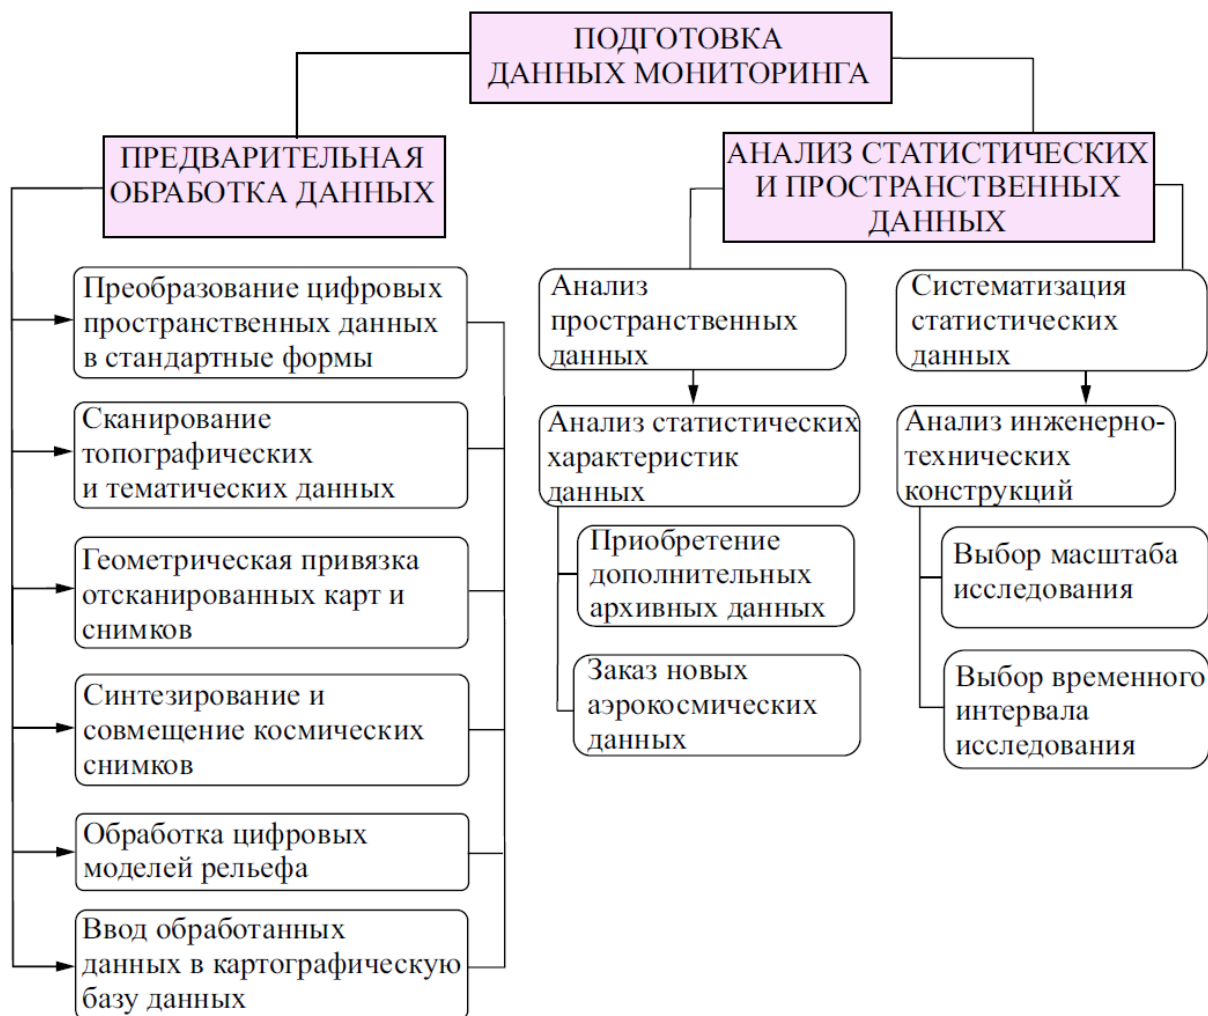 ПОДГОТОВКА
ДАННЫХ МОНИТОРИНГА
ПРЕДВАРИТЕЛЬНАЯ
ОБРАБОТКА ДАННЫХ
АНАЛИЗ СТАТИСТИЧЕСКИХ
И ПРОСТРАНСТВЕННЫХ
ДАННЫХ
Преобразование цифровых
пространственных данных
в стандартные формы
Сканирование
топографических
и тематических данных
Геометрическая привязка
отсканированных карт и
снимков
Синтезирование и
совмещение космических
снимков
Обработка цифровых
моделей рельефа
Ввод обработанных
данных в картографическую
базу данных
Анализ
пространственных
данных
Анализ статистических
характеристик
данных
Приобретение
дополнительных
архивных данных
Заказ новых
аэрокосмических
данных
Систематизация
статистических
данных
Анализ инженерно-
технических
конструкций
Выбор масштаба
исследования
Выбор временного
интервала
исследования